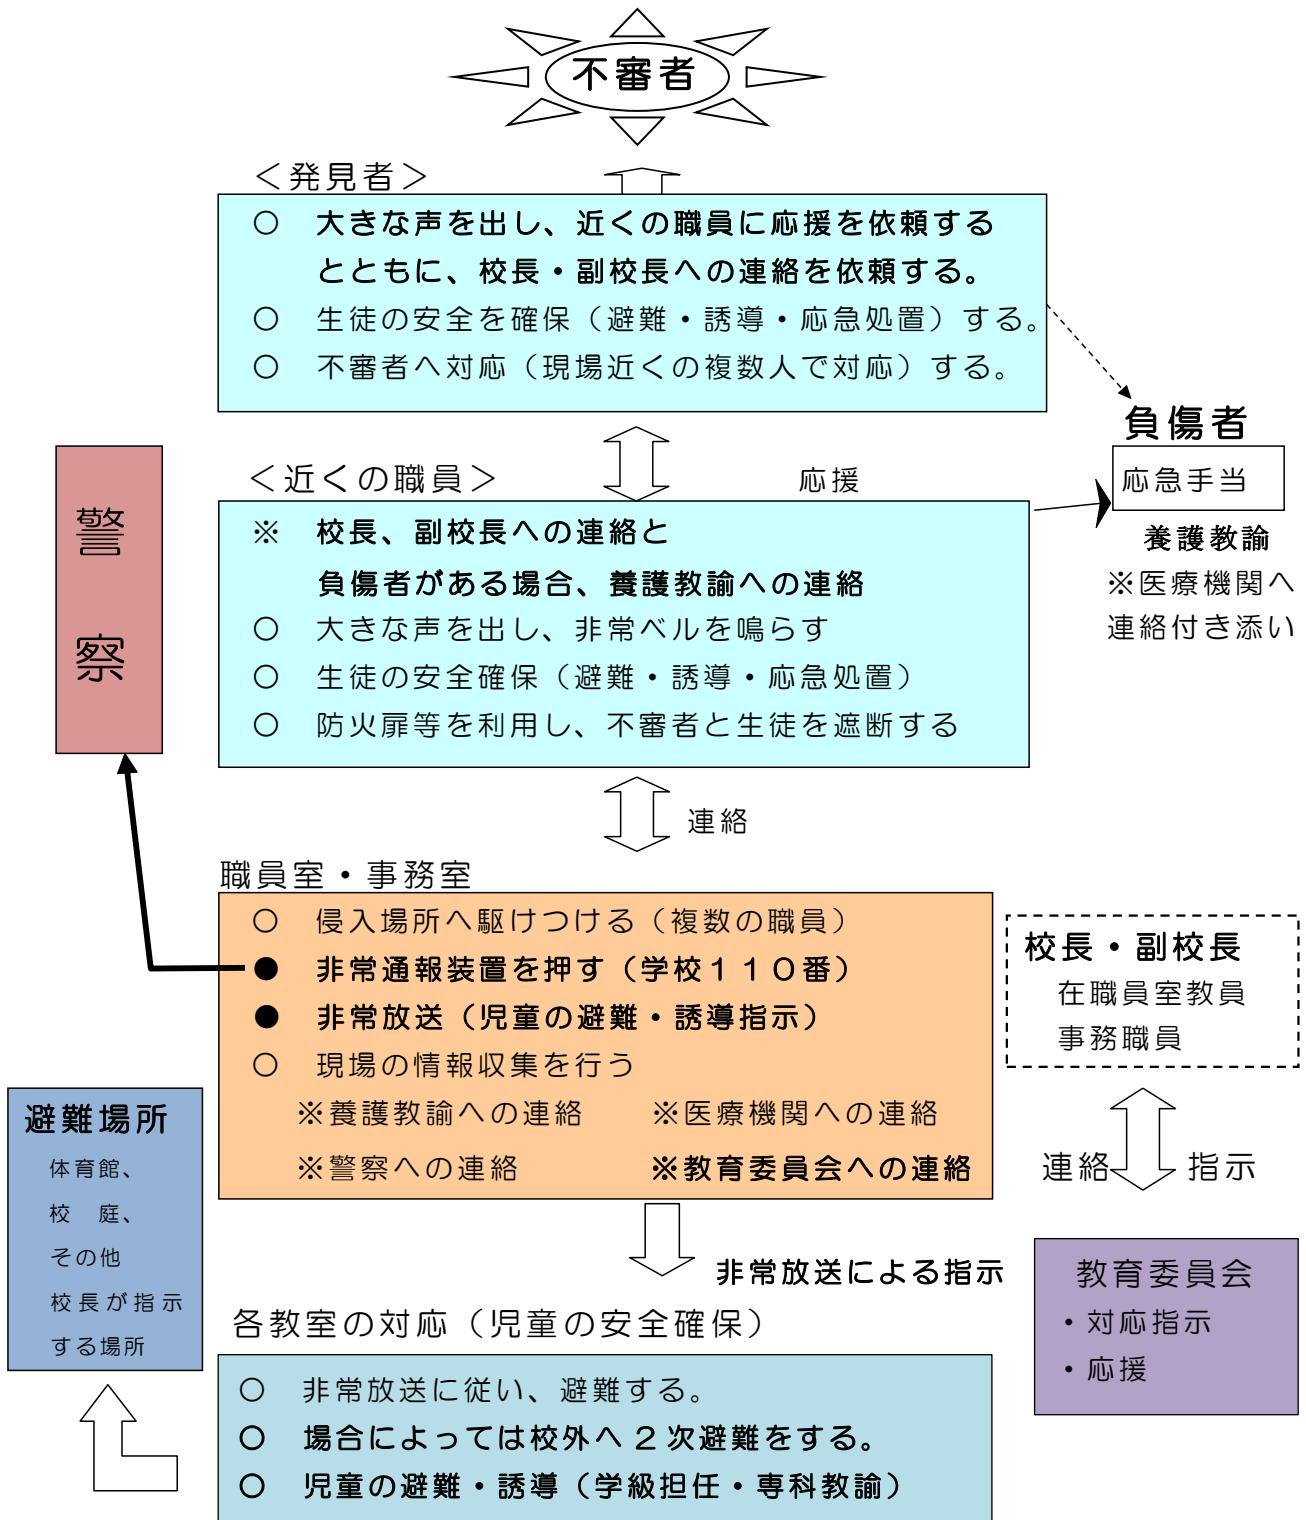 不審者
＜発見者＞
○　大きな声を出し、近くの職員に応援を依頼する
とともに、校長・副校長への連絡を依頼する。
○　生徒の安全を確保（避難・誘導・応急処置）する。
○　不審者へ対応（現場近くの複数人で対応）する。
負傷者
応急手当
養護教諭
※医療機関へ
連絡付き添い
警
察
＜近くの職員＞
応援
※　校長、副校長への連絡と
負傷者がある場合、養護教諭への連絡
○　大きな声を出し、非常ベルを鳴らす
○　生徒の安全確保（避難・誘導・応急処置）
○　防火扉等を利用し、不審者と生徒を遮断する
連絡
職員室・事務室
○　侵入場所へ駆けつける（複数の職員）
●　非常通報装置を押す（学校１１０番）
●　非常放送（児童の避難・誘導指示）
○　現場の情報収集を行う
※養護教諭への連絡　　※医療機関への連絡
※警察への連絡　　※教育委員会への連絡
校長・副校長
在職員室教員
事務職員
連絡　指示
教育委員会
・対応指示
・応援
避難場所
体育館、
校　庭、
その他
校長が指示
する場所
非常放送による指示
各教室の対応（児童の安全確保）
○　非常放送に従い、避難する。
○　場合によっては校外へ２次避難をする。
○　児童の避難・誘導（学級担任・専科教諭）